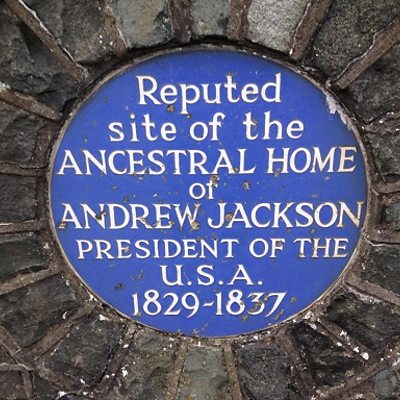 Reputed
site of the
ANCESTRAL HOME
of
ANDREW JACKSON
PRESIDENT OF THE
U.S.A.
1829-1837